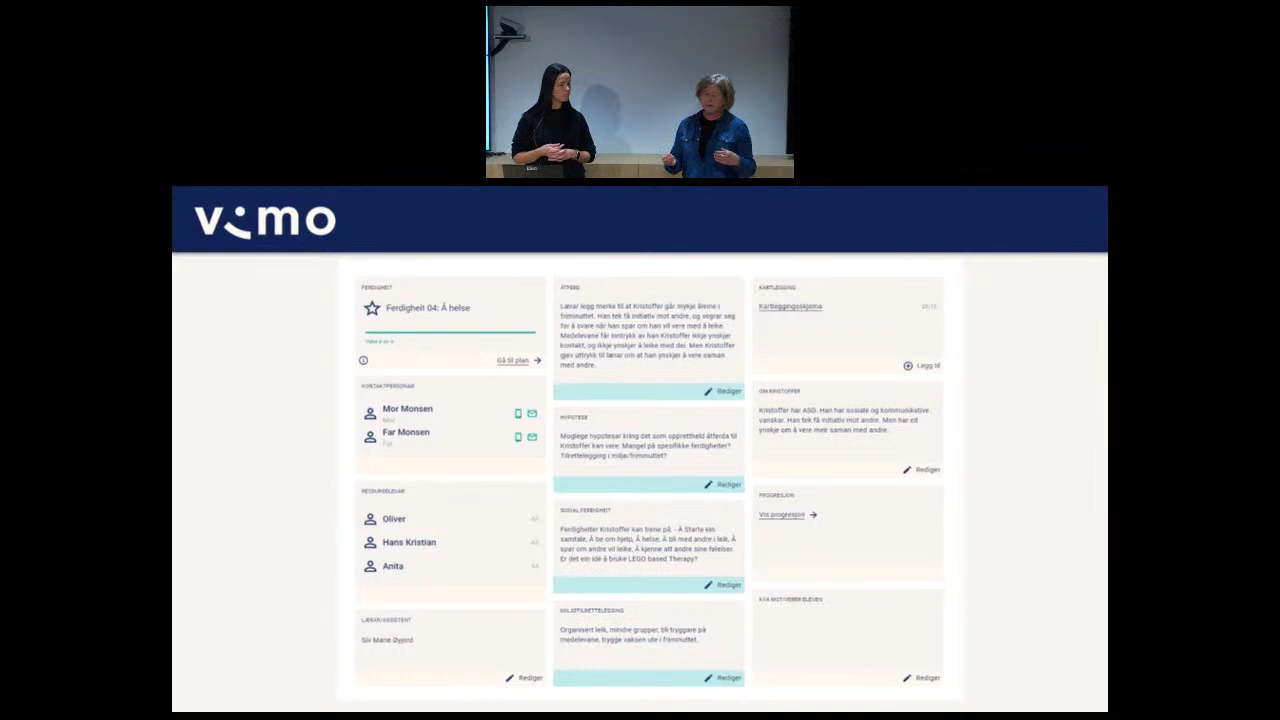 vimo
FERDIGHEIT
Ferdigheit 04: Å helse
Gå til plan
KONTAKTPERSONAR
Mor Monsen
Mor
Far Monsen
Far
RESSURSELEVAR
Oliver
Hans Kristian
Anita
LÆRAR/ASSISTENT
Siv Marie Øyjord
Rediger
ÅTFERD
Lærar legg merke til at Kristoffer går mykje åleine i
friminuttet. Han tek få initiativ mot andre, og vegrar seg
for å svare når han spør om han vil vere med å leike.
Medelevane får inntrykk av han Kristoffer ikkje ynskjer
kontakt, og ikkje ynskjer å leike med dei. Men Kristoffer
gjev uttrykk til lærar om at han ynskjer å vere saman
med andre.
Rediger
HYPOTESE
Moglege hypotesar kring det som opprettheld åtferda til
Kristoffer kan vere: Mangel på spesifikke ferdigheiter?
Tilrettelegging i miljø/friminuttet?
Rediger
SOSIAL FERDIGHEIT
Ferdigheiter Kristoffer kan trene på. - Å Starte ein
samtale, Å be om hjelp, Å helse, Å bli med andre i leik, Å
spør om andre vil leike, Å kjenne att andre sine følelser.
Er det ein idé å bruke LEGO based Therapy?
Rediger
MILJØTILRETTELEGGING
Organisert leik, mindre grupper, bli tryggare på
medelevane, trygge vaksen ute i friminuttet.
Rediger
KARTLEGGING
Kartleggingsskjema
Legg til
OM KRISTOFFER
Kristoffer har ASD. Han har sosiale og kommunikative
vanskar. Han tek få initiativ mot andre. Men har eit
ynskje om å vere meir saman med andre.
Rediger
PROGRESJON
Vis progresjon
KVA MOTIVERER ELEVEN
Rediger